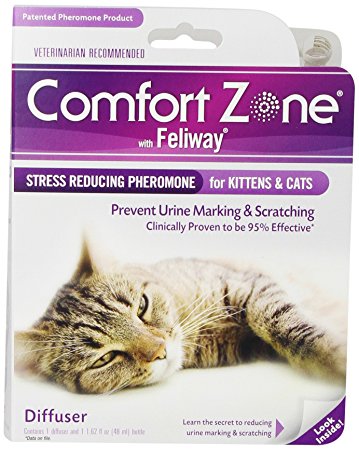 Patented Pheromone Product
VETERINARIAN RECOMMENDED
Comfort Zone®
with Feliway®
STRESS REDUCING PHEROMONE for KITTENS & CATS
Prevent Urine Marking & Scratching
Clinically Proven to be 95% Effective*
Diffuser
Contains 1 diffuser and 1 1.62 fl oz (48 ml) bottle
*Data on file.
Learn the secret to reducing
urine marking & scratching
Look
Inside!